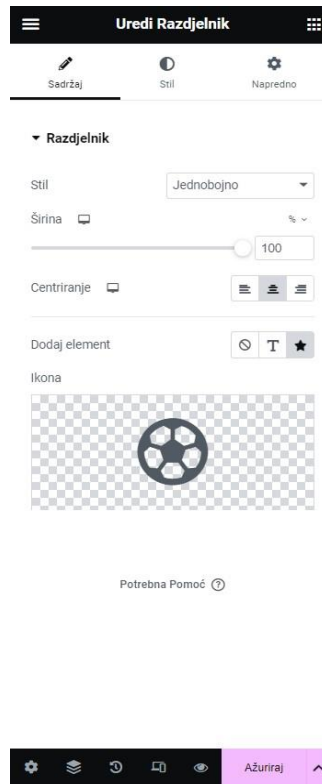 Uredi Razdjelnik
Sadržaj
Stil
Napredno
Razdjelnik
Stil
Jednobojno
Širina
%
100
Centriranje
Dodaj element
T
Ikona
Potrebna Pomoć
Ažuriraj